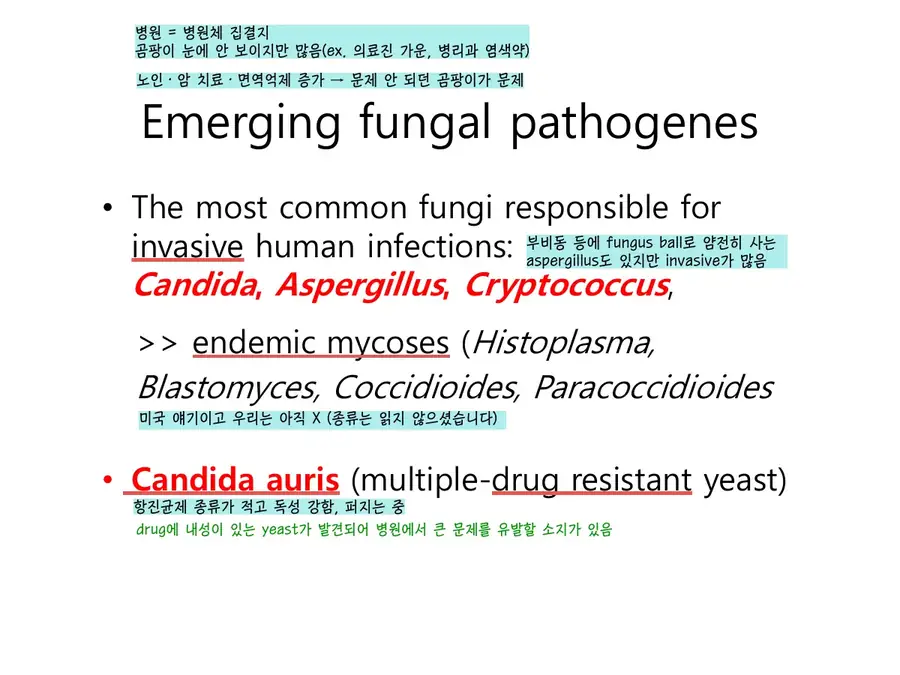 병원 = 병원체 집결지
곰팡이 눈에 안 보이지만 많음(ex. 의료진 가운, 병리과 염색약)
노인 · 암 치료 · 면역억제 증가 → 문제 안 되던 곰팡이가 문제
Emerging fungal pathogenes
• The most common fungi responsible for
invasive human infections: 부비동 등에 fungus ball로 얌전히 사는
aspergillus도 있지만 invasive가 많음
Candida, Aspergillus, Cryptococcus,
>> endemic mycoses (Histoplasma,
Blastomyces, Coccidioides, Paracoccidioides
미국 얘기이고 우리는 아직 X (종류는 읽지 않으셨습니다)
• Candida auris (multiple-drug resistant yeast)
항진균제 종류가 적고 독성 강함, 퍼지는 중
drug에 내성이 있는 yeast가 발견되어 병원에서 큰 문제를 유발할 소지가 있음